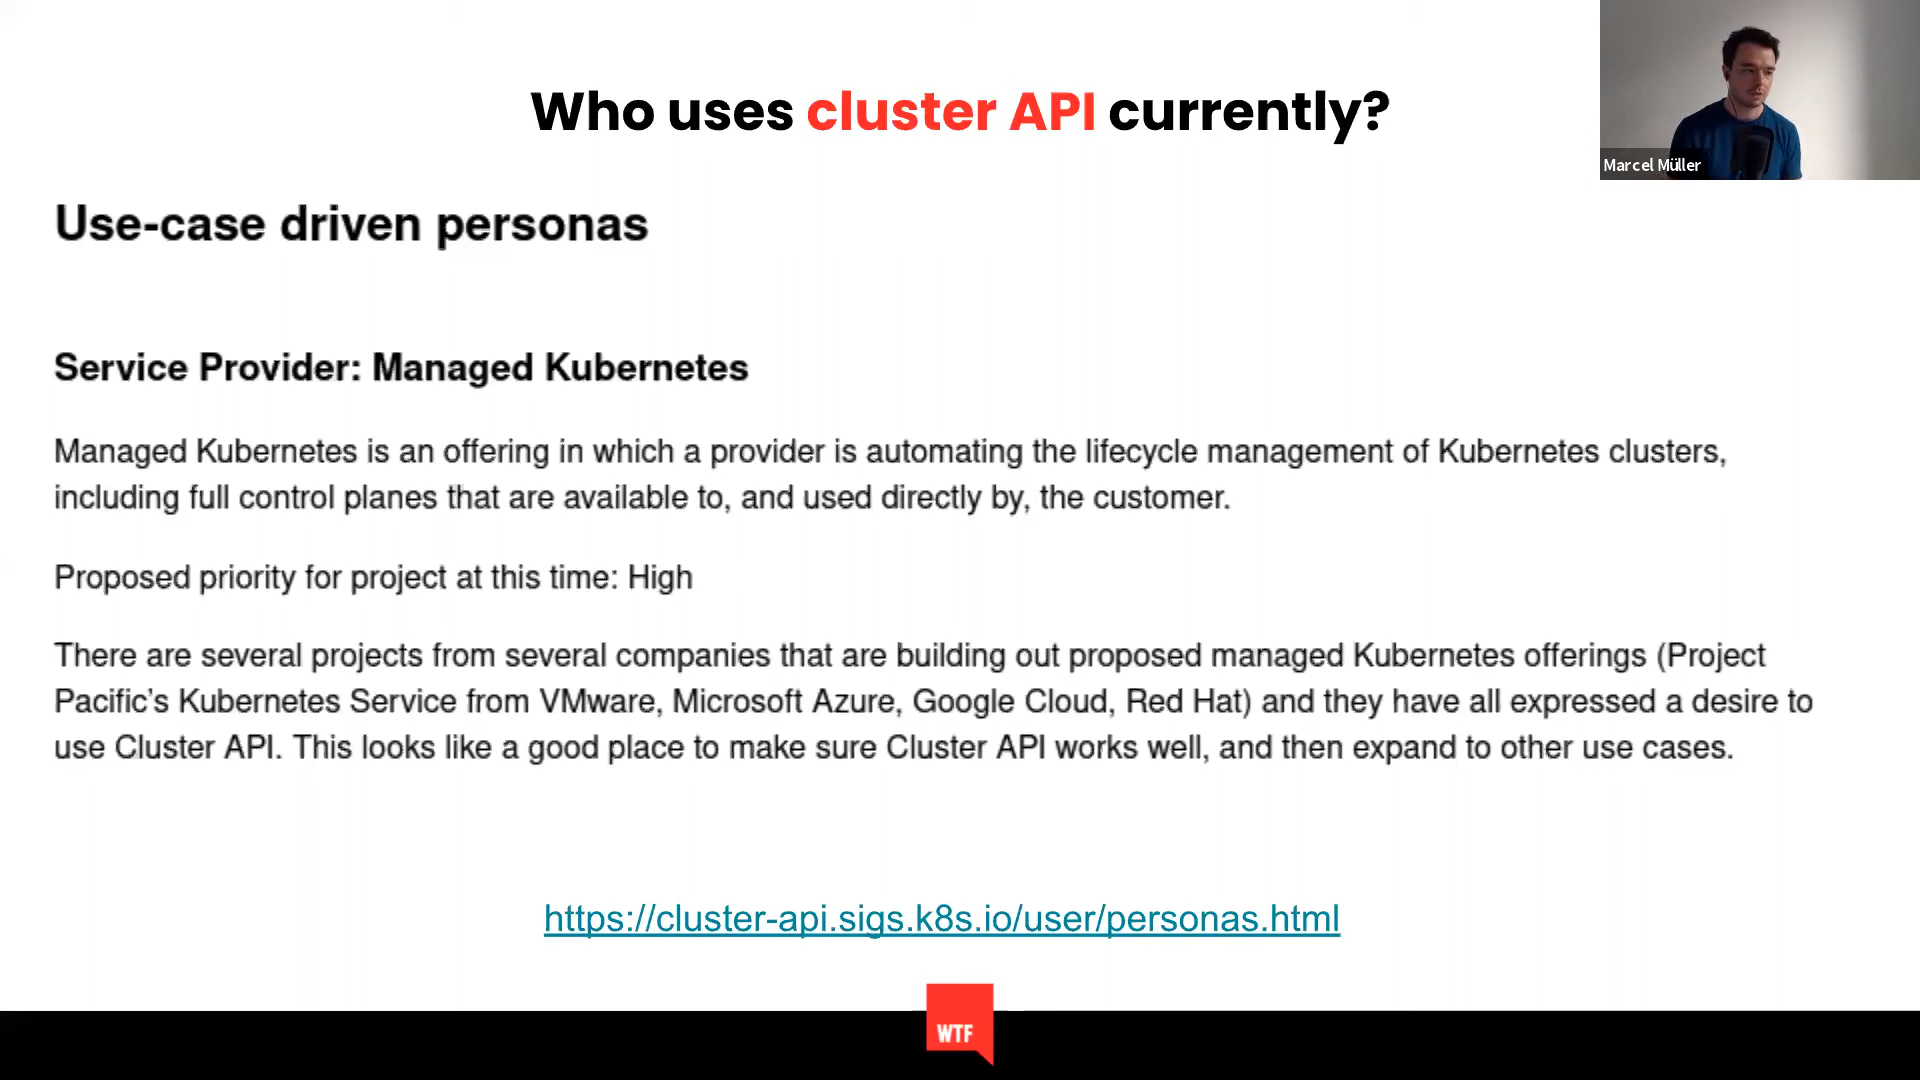 Who uses cluster API currently?
Marcel Müller
Use-case driven personas
Service Provider: Managed Kubernetes
Managed Kubernetes is an offering in which a provider is automating the lifecycle management of Kubernetes clusters,
including full control planes that are available to, and used directly by, the customer.
Proposed priority for project at this time: High
There are several projects from several companies that are building out proposed managed Kubernetes offerings (Project
Pacific’s Kubernetes Service from VMware, Microsoft Azure, Google Cloud, Red Hat) and they have all expressed a desire to
use Cluster API. This looks like a good place to make sure Cluster API works well, and then expand to other use cases.
https://cluster-api.sigs.k8s.io/user/personas.html
WTF